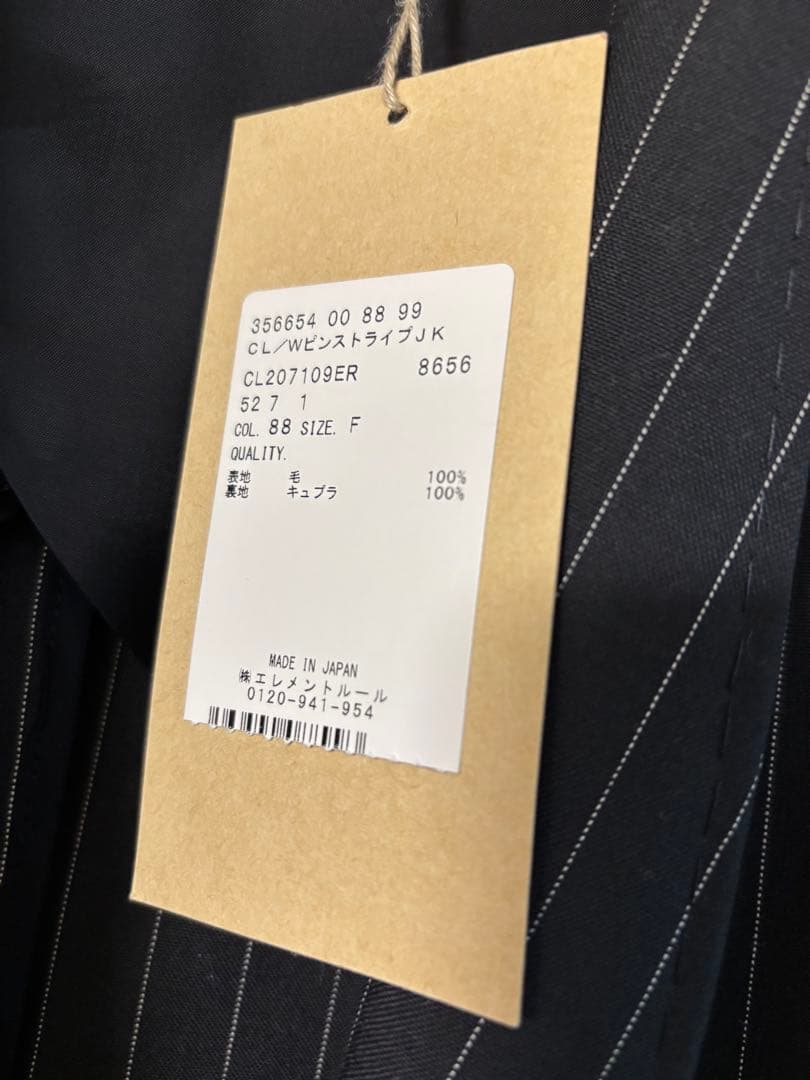 356654 00 88 99
CL／WピンストライプJK
CL207109ER 8656
52 7 1
COL. 88 SIZE. F
QUALITY.
表地 毛 100%
裏地 キュプラ 100%
MADE IN JAPAN
㈱エレメントルール
0120-941-954